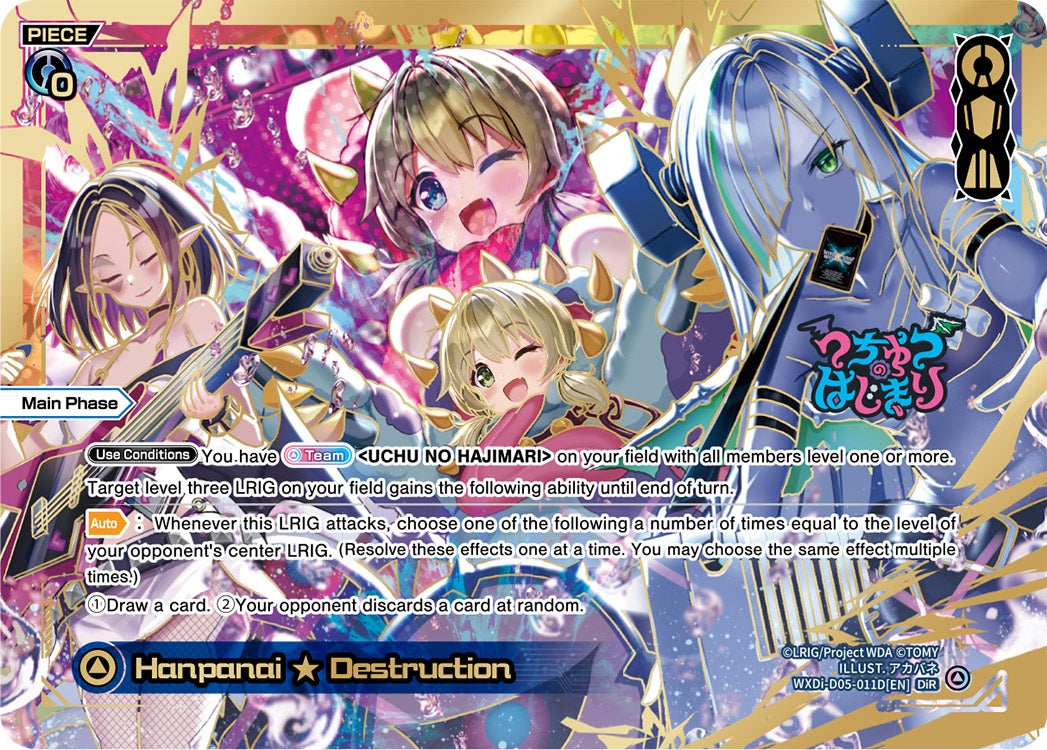 PIECE
0
Main Phase
うちゅうの
はじまり
Use Conditions You have Team <UCHU NO HAJIMARI> on your field with all members level one or more.
Target level three LRIG on your field gains the following ability until end of turn.
Auto : Whenever this LRIG attacks, choose one of the following a number of times equal to the level of
your opponent's center LRIG. (Resolve these effects one at a time. You may choose the same effect multiple
times.)
①Draw a card. ②Your opponent discards a card at random.
Hanpanai ★ Destruction
©LRIG/Project WDA ©TOMY
ILLUST. アカバネ
WXDi-D05-011D[EN] DiR